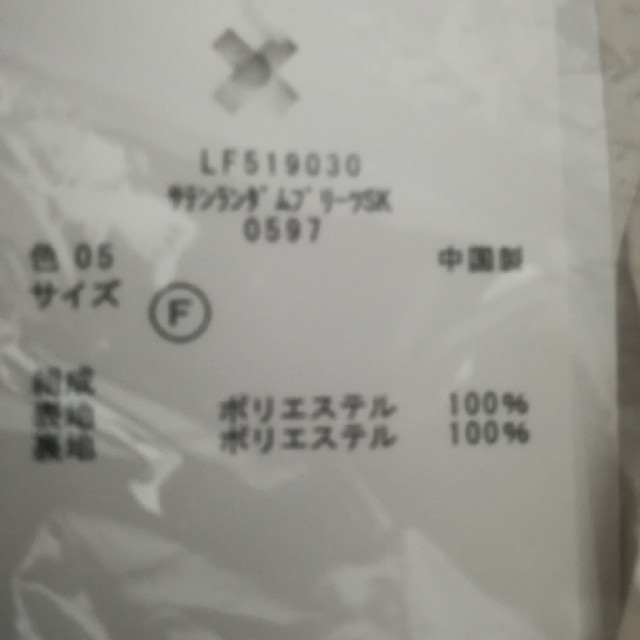 LF519030
ｻﾃﾝﾗﾝﾀﾞﾑﾌﾟﾘｰﾂSK
0597
色 05 中国製
サイズ F
組成
表地 ポリエステル 100%
裏地 ポリエステル 100%